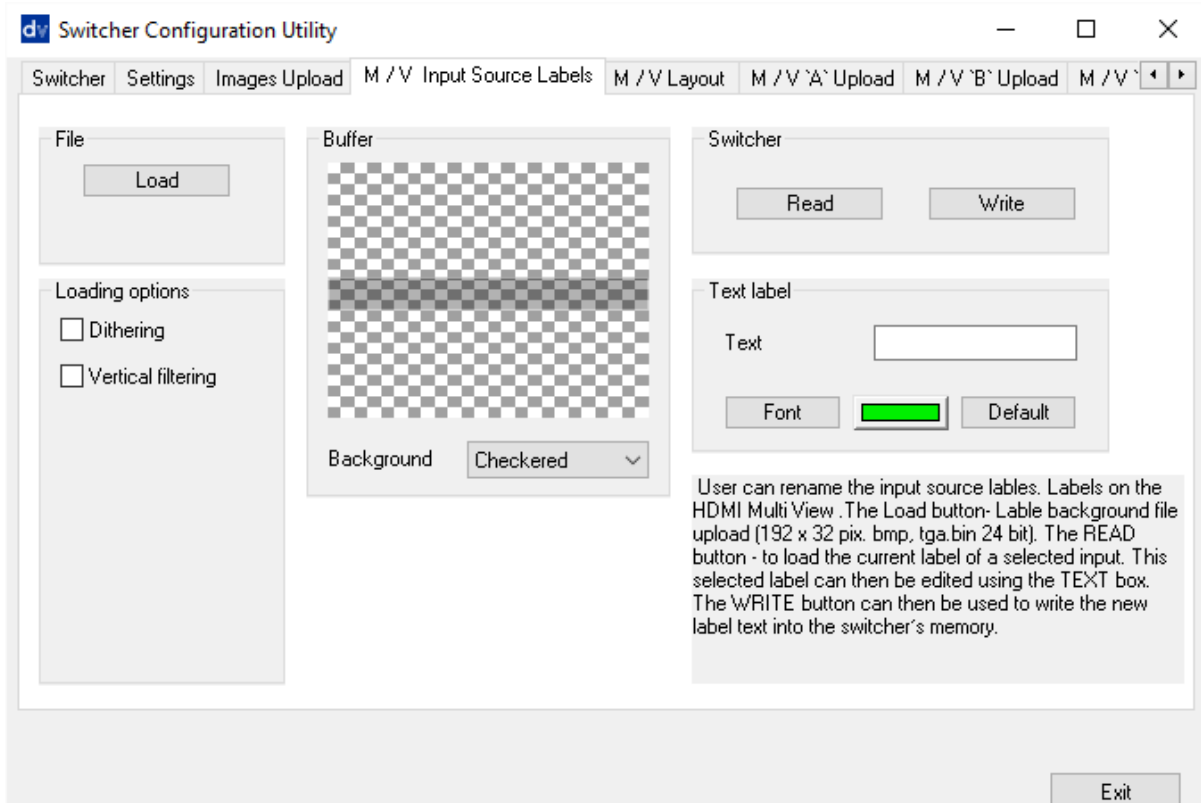 dv Switcher Configuration Utility
Switcher Settings Images Upload M / V Input Source Labels M / V Layout M / V `A` Upload M / V `B` Upload M / V `
File
Load
Buffer
Switcher
Read Write
Loading options
Dithering
Vertical filtering
Text label
Text
Font Default
Background Checkered
User can rename the input source lables. Labels on the
HDMI Multi View .The Load button- Lable background file
upload (192 x 32 pix. bmp, tga.bin 24 bit). The READ
button - to load the current label of a selected input. This
selected label can then be edited using the TEXT box.
The WRITE button can then be used to write the new
label text into the switcher´s memory.
Exit